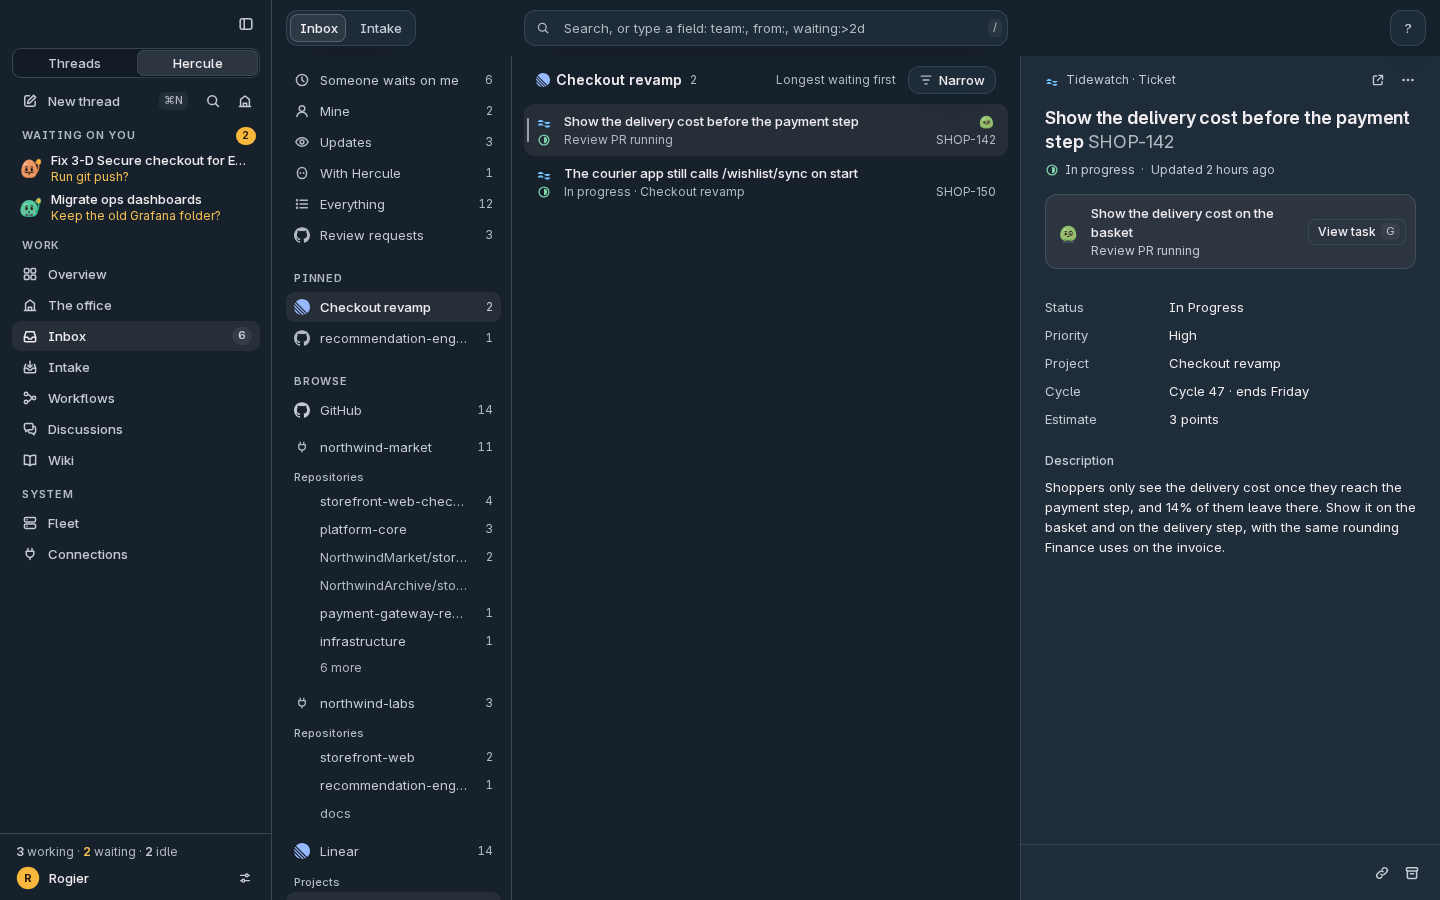 Threads
Hercule
New thread
⌘N
WAITING ON YOU
2
Fix 3-D Secure checkout for E…
Run git push?
Migrate ops dashboards
Keep the old Grafana folder?
WORK
Overview
The office
Inbox
6
Intake
Workflows
Discussions
Wiki
SYSTEM
Fleet
Connections
3 working · 2 waiting · 2 idle
R
Rogier
Inbox
Intake
Someone waits on me
6
Mine
2
Updates
3
With Hercule
1
Everything
12
Review requests
3
PINNED
Checkout revamp
2
recommendation-eng…
1
BROWSE
GitHub
14
northwind-market
11
Repositories
storefront-web-chec…
4
platform-core
3
NorthwindMarket/stor…
2
NorthwindArchive/sto…
payment-gateway-re…
1
infrastructure
1
6 more
northwind-labs
3
Repositories
storefront-web
2
recommendation-eng…
1
docs
Linear
14
Projects
Search, or type a field: team:, from:, waiting:>2d
/
?
Checkout revamp
2
Longest waiting first
Narrow
Show the delivery cost before the payment step
Review PR running
SHOP-142
The courier app still calls /wishlist/sync on start
In progress · Checkout revamp
SHOP-150
Tidewatch · Ticket
Show the delivery cost before the payment
step SHOP-142
In progress · Updated 2 hours ago
Show the delivery cost on the
basket
Review PR running
View task
G
Status
In Progress
Priority
High
Project
Checkout revamp
Cycle
Cycle 47 · ends Friday
Estimate
3 points
Description
Shoppers only see the delivery cost once they reach the
payment step, and 14% of them leave there. Show it on the
basket and on the delivery step, with the same rounding
Finance uses on the invoice.